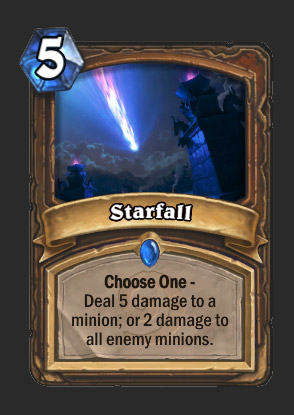 5
Starfall
Choose One -
Deal 5 damage to a
minion; or 2 damage to
all enemy minions.